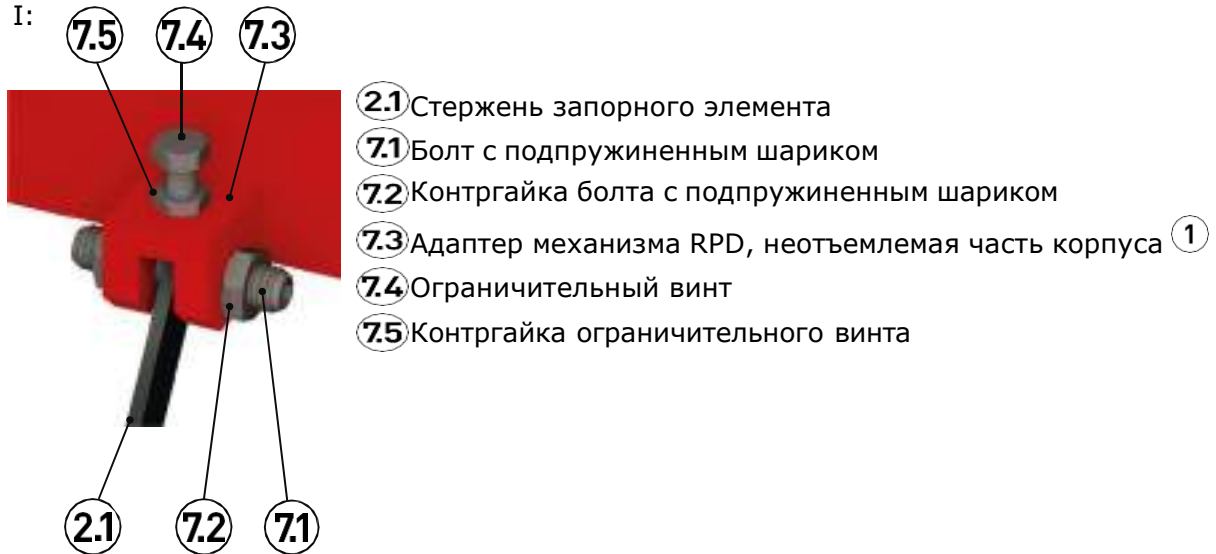 I:
7.5 7.4 7.3
2.1 Стержень запорного элемента
7.1 Болт с подпружиненным шариком
7.2 Контргайка болта с подпружиненным шариком
7.3 Адаптер механизма RPD, неотъемлемая часть корпуса 1
7.4 Ограничительный винт
7.5 Контргайка ограничительного винта
2.1 7.2 7.1